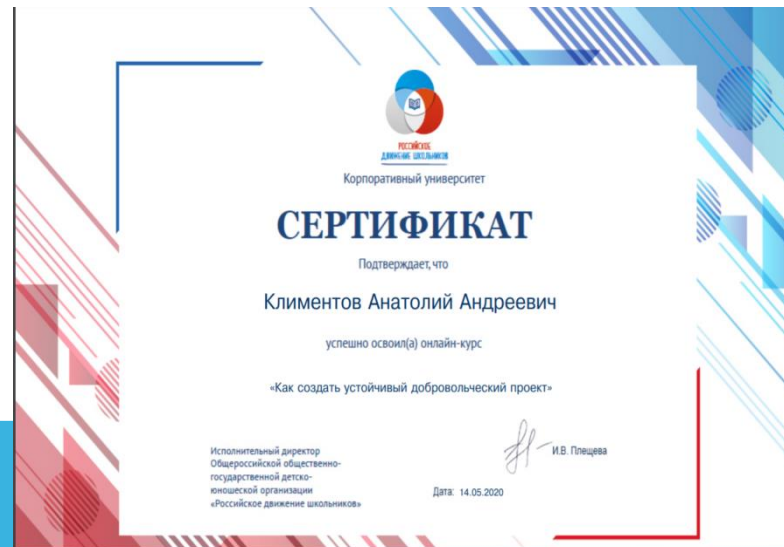 РОССИЙСКОЕ
ДВИЖЕНИЕ ШКОЛЬНИКОВ
Корпоративный университет
СЕРТИФИКАТ
Подтверждает, что
Климентов Анатолий Андреевич
успешно освоил(а) онлайн-курс
«Как создать устойчивый добровольческий проект»
Исполнительный директор
Общероссийской общественно-
государственной детско-
юношеской организации
«Российское движение школьников»
И.В. Плещева
Дата: 14.05.2020